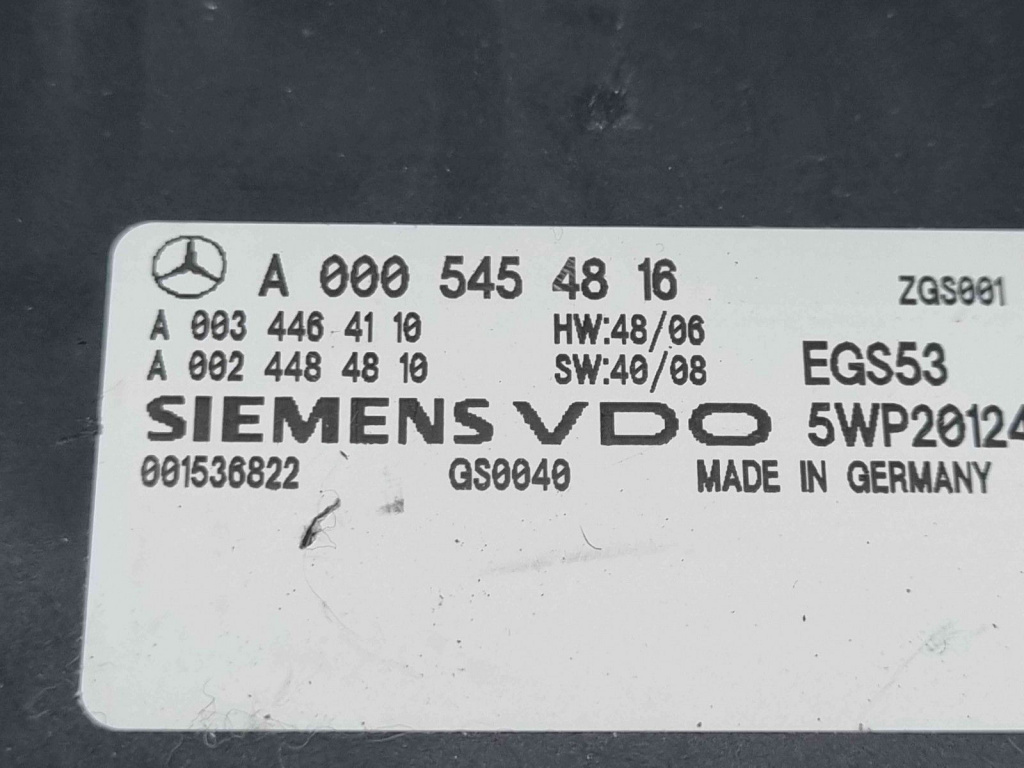 A 000 545 48 16 ZGS001
A 003 446 41 10 HW:48/06
A 002 448 48 10 SW:40/08 EGS53
SIEMENS VDO 5WP20124
001536822 GS0040 MADE IN GERMANY